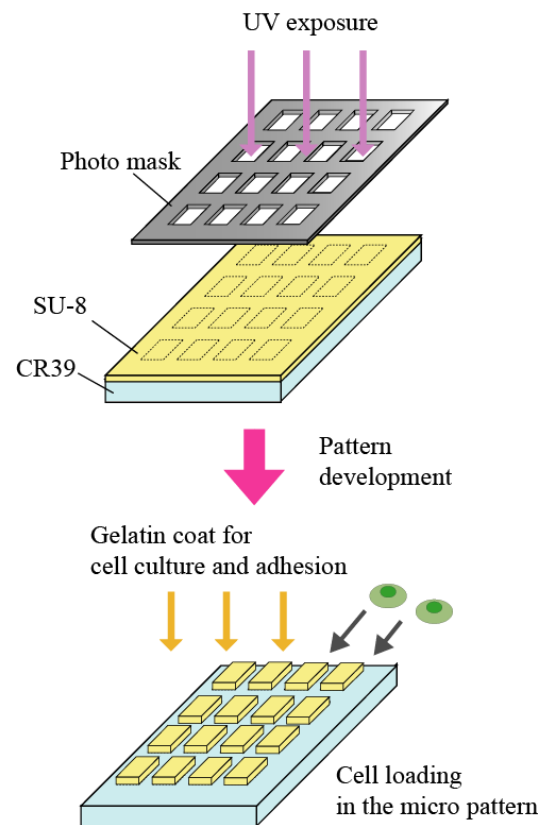 UV exposure
Photo mask
SU-8
CR39
Pattern
development
Gelatin coat for
cell culture and adhesion
Cell loading
in the micro pattern